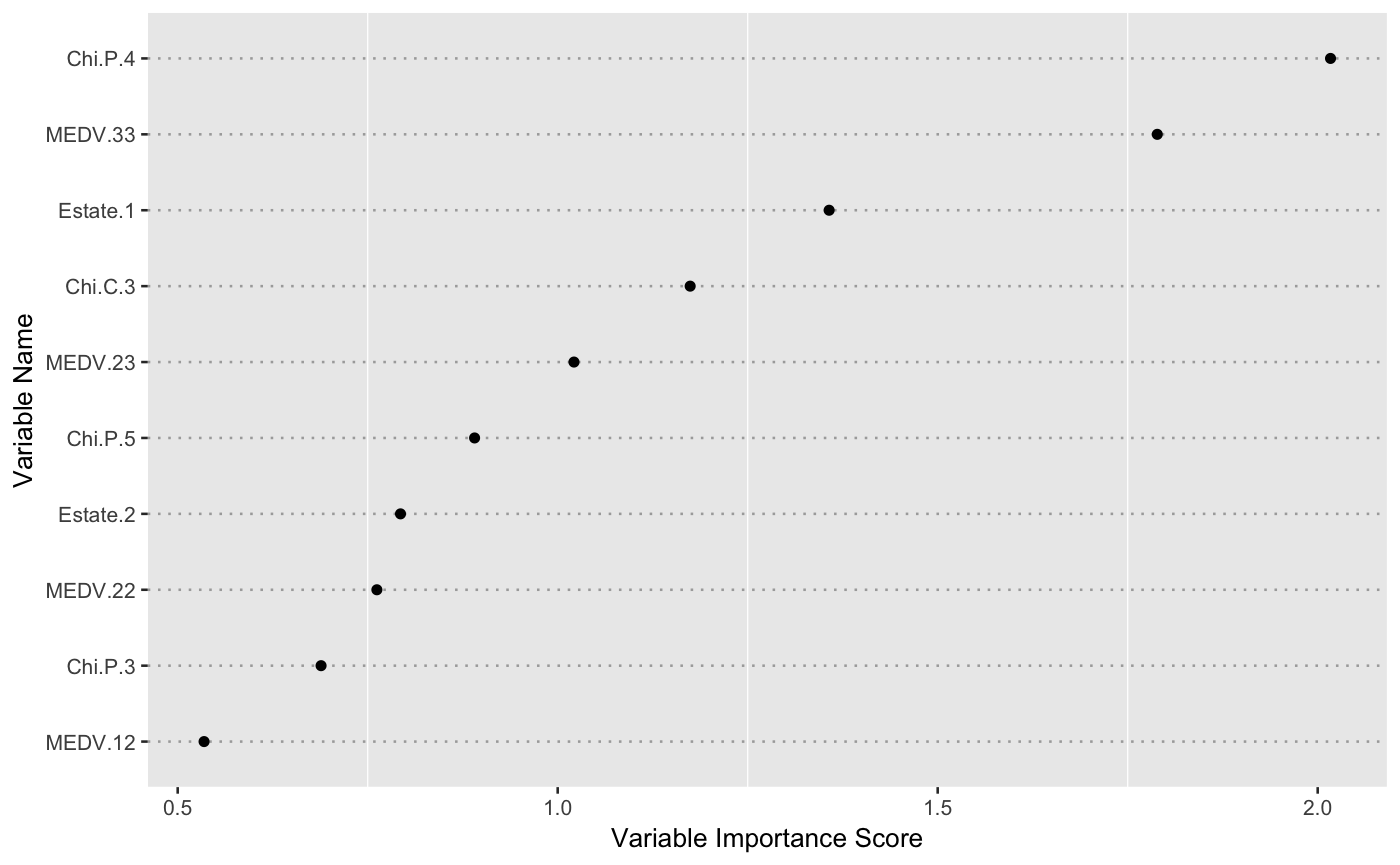 Chi.P.4
MEDV.33
Estate.1
Chi.C.3
MEDV.23
Chi.P.5
Estate.2
MEDV.22
Chi.P.3
MEDV.12
Variable Name
0.5 1.0 1.5 2.0
Variable Importance Score